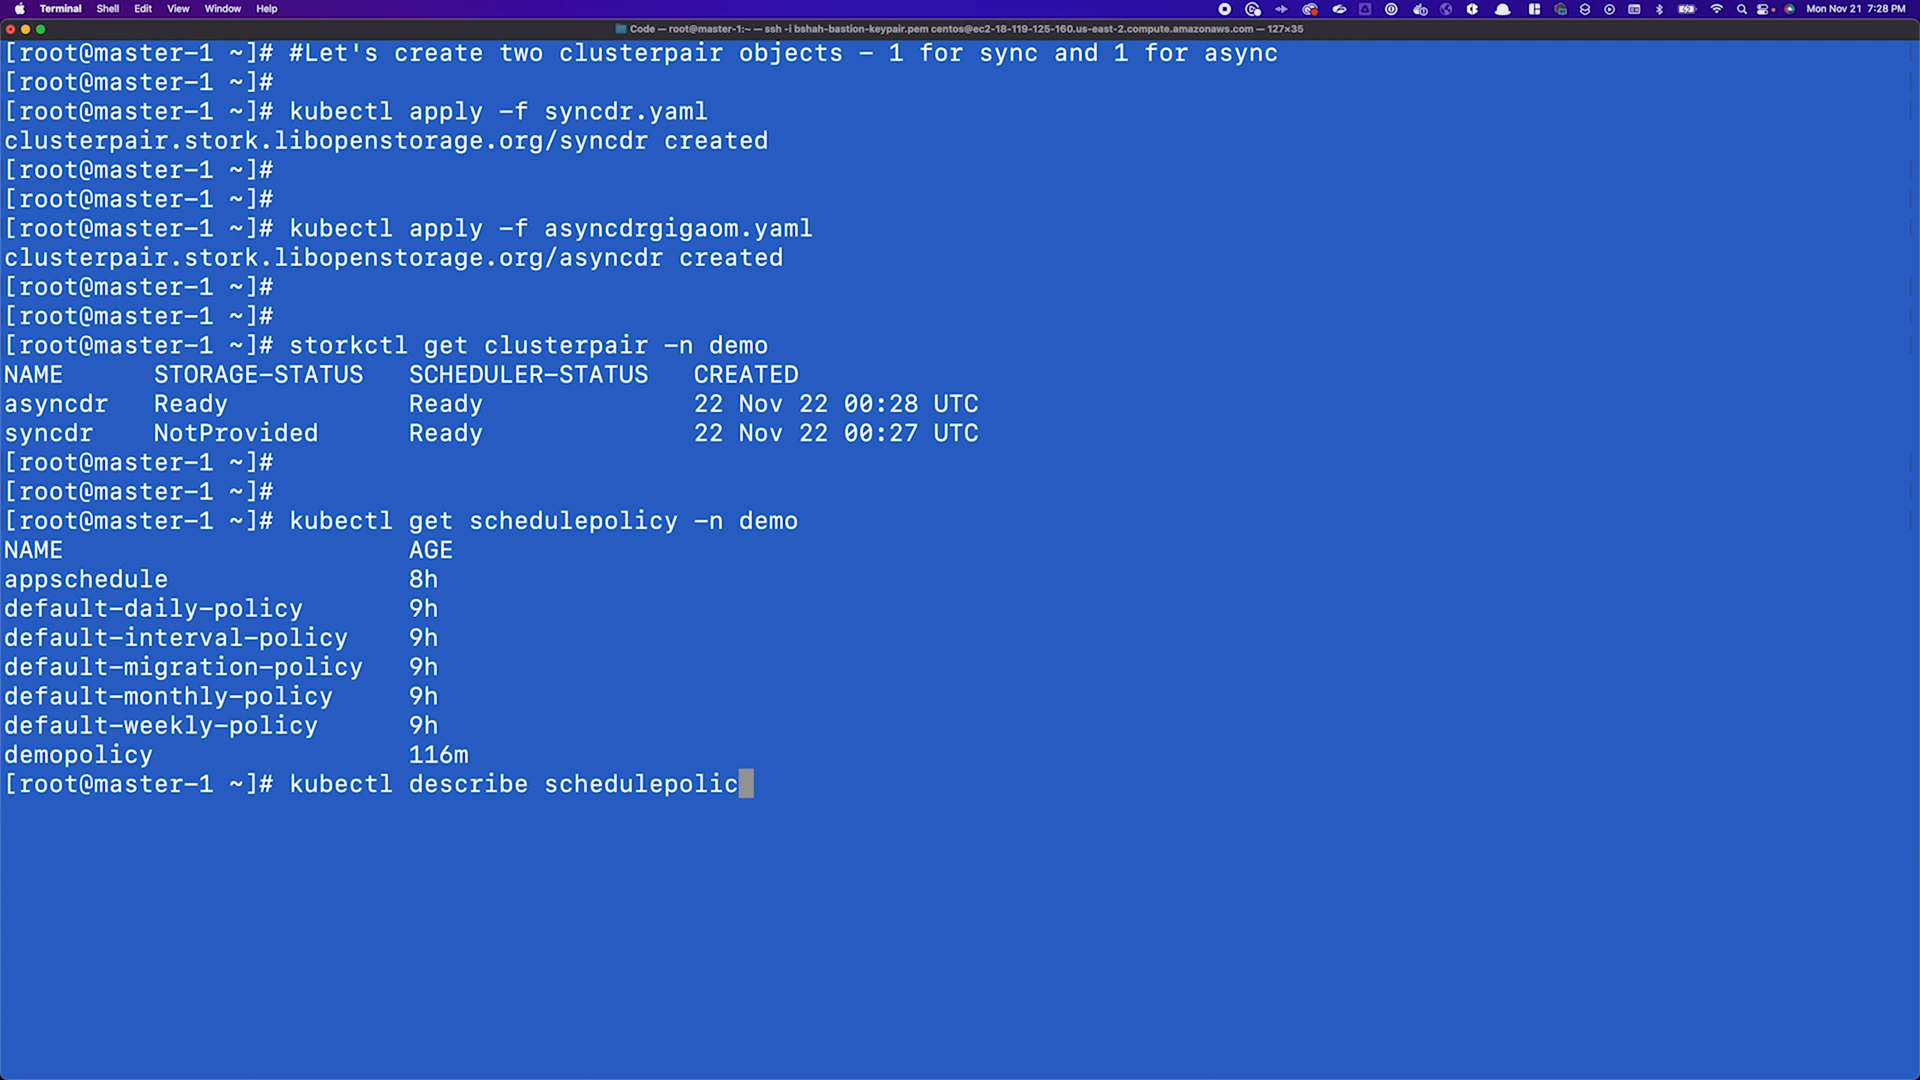 Terminal Shell Edit View Window Help Mon Nov 21 7:28 PM
Code — root@master-1:~ — ssh -i bshah-bastion-keypair.pem centos@ec2-18-119-125-160.us-east-2.compute.amazonaws.com — 127×35
[root@master-1 ~]# #Let's create two clusterpair objects - 1 for sync and 1 for async
[root@master-1 ~]#
[root@master-1 ~]# kubectl apply -f syncdr.yaml
clusterpair.stork.libopenstorage.org/syncdr created
[root@master-1 ~]#
[root@master-1 ~]#
[root@master-1 ~]# kubectl apply -f asyncdrgigaom.yaml
clusterpair.stork.libopenstorage.org/asyncdr created
[root@master-1 ~]#
[root@master-1 ~]#
[root@master-1 ~]# storkctl get clusterpair -n demo
NAME STORAGE-STATUS SCHEDULER-STATUS CREATED
asyncdr Ready Ready 22 Nov 22 00:28 UTC
syncdr NotProvided Ready 22 Nov 22 00:27 UTC
[root@master-1 ~]#
[root@master-1 ~]#
[root@master-1 ~]# kubectl get schedulepolicy -n demo
NAME AGE
appschedule 8h
default-daily-policy 9h
default-interval-policy 9h
default-migration-policy 9h
default-monthly-policy 9h
default-weekly-policy 9h
demopolicy 116m
[root@master-1 ~]# kubectl describe schedulepolic